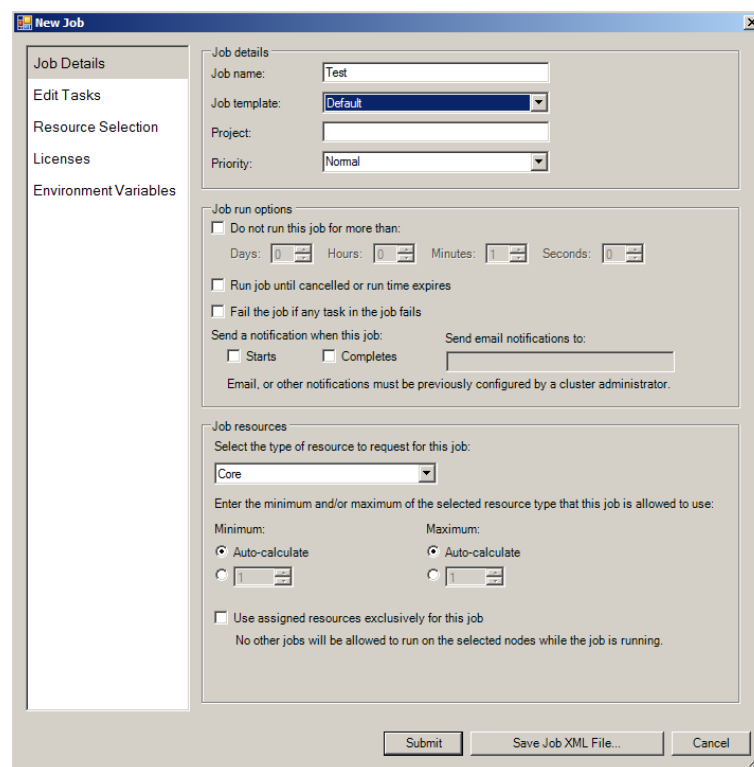 New Job
Job Details
Edit Tasks
Resource Selection
Licenses
Environment Variables
Job details
Job name: Test
Job template: Default
Project:
Priority: Normal
Job run options
Do not run this job for more than:
Days: 0 Hours: 0 Minutes: 1 Seconds: 0
Run job until cancelled or run time expires
Fail the job if any task in the job fails
Send a notification when this job: Send email notifications to:
Starts Completes
Email, or other notifications must be previously configured by a cluster administrator.
Job resources
Select the type of resource to request for this job:
Core
Enter the minimum and/or maximum of the selected resource type that this job is allowed to use:
Minimum: Maximum:
Auto-calculate Auto-calculate
1 1
Use assigned resources exclusively for this job
No other jobs will be allowed to run on the selected nodes while the job is running.
Submit Save Job XML File... Cancel